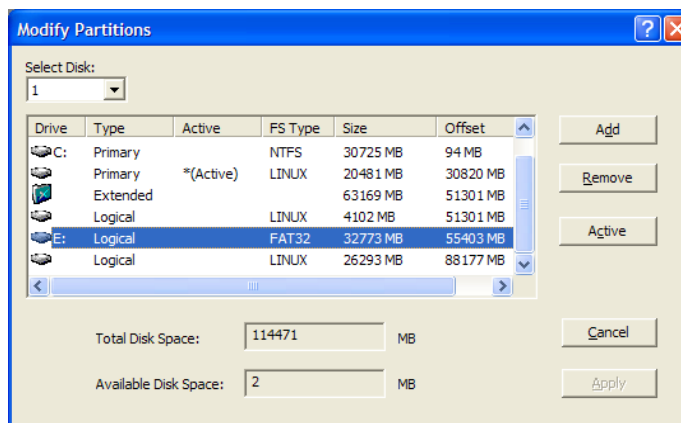 Modify Partitions
Select Disk:
1
Drive Type Active FS Type Size Offset
C: Primary NTFS 30725 MB 94 MB
Primary *(Active) LINUX 20481 MB 30820 MB
Extended 63169 MB 51301 MB
Logical LINUX 4102 MB 51301 MB
E: Logical FAT32 32773 MB 55403 MB
Logical LINUX 26293 MB 88177 MB
Add
Remove
Active
Total Disk Space: 114471 MB
Cancel
Available Disk Space: 2 MB
Apply